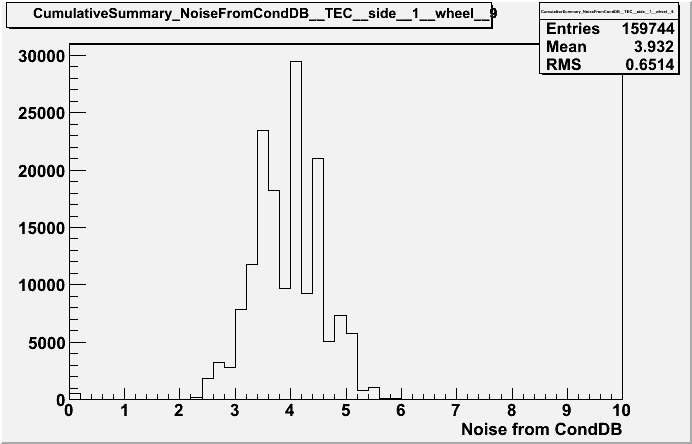 CumulativeSummary_NoiseFromCondDB__TEC__side__1__wheel__9
CumulativeSummary_NoiseFromCondDB__TEC__side__1__wheel__9
Entries 159744
Mean 3.932
RMS 0.6514
30000
25000
20000
15000
10000
5000
0
0 1 2 3 4 5 6 7 8 9 10
Noise from CondDB